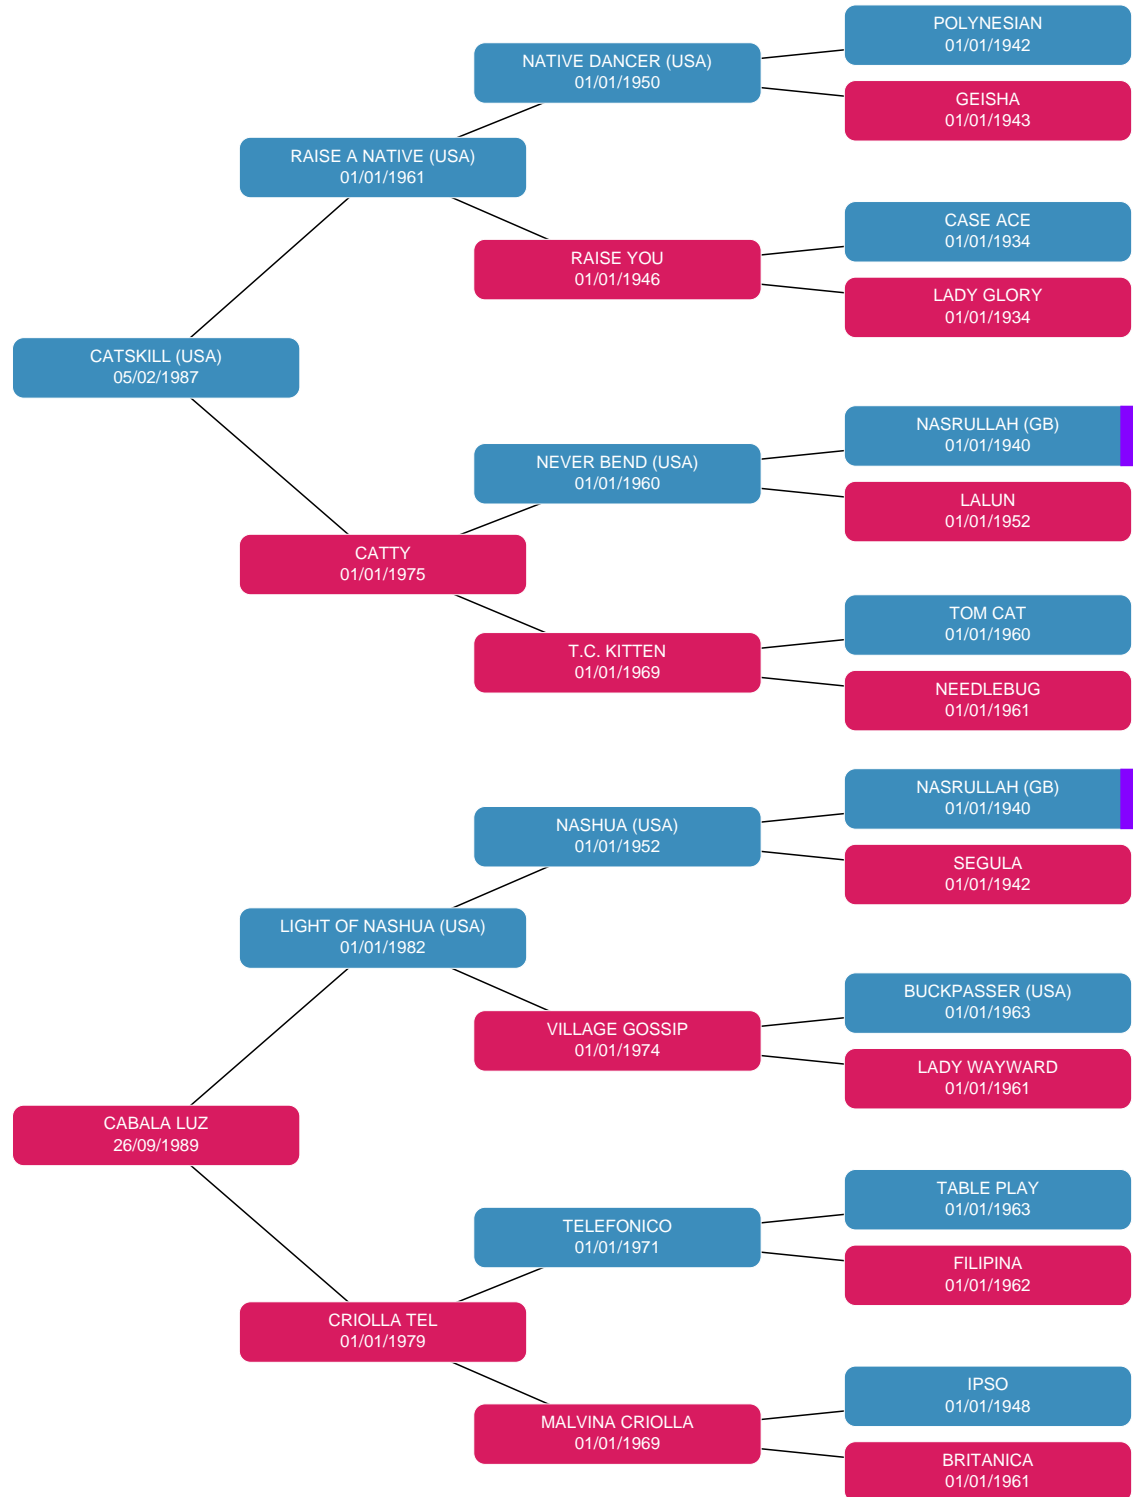 POLYNESIAN
01/01/1942
NATIVE DANCER (USA)
01/01/1950
GEISHA
01/01/1943
RAISE A NATIVE (USA)
01/01/1961
CASE ACE
01/01/1934
RAISE YOU
01/01/1946
LADY GLORY
01/01/1934
CATSKILL (USA)
05/02/1987
NASRULLAH (GB)
01/01/1940
NEVER BEND (USA)
01/01/1960
LALUN
01/01/1952
CATTY
01/01/1975
TOM CAT
01/01/1960
T.C. KITTEN
01/01/1969
NEEDLEBUG
01/01/1961
NASRULLAH (GB)
01/01/1940
NASHUA (USA)
01/01/1952
SEGULA
01/01/1942
LIGHT OF NASHUA (USA)
01/01/1982
BUCKPASSER (USA)
01/01/1963
VILLAGE GOSSIP
01/01/1974
LADY WAYWARD
01/01/1961
CABALA LUZ
26/09/1989
TABLE PLAY
01/01/1963
TELEFONICO
01/01/1971
FILIPINA
01/01/1962
CRIOLLA TEL
01/01/1979
IPSO
01/01/1948
MALVINA CRIOLLA
01/01/1969
BRITANICA
01/01/1961